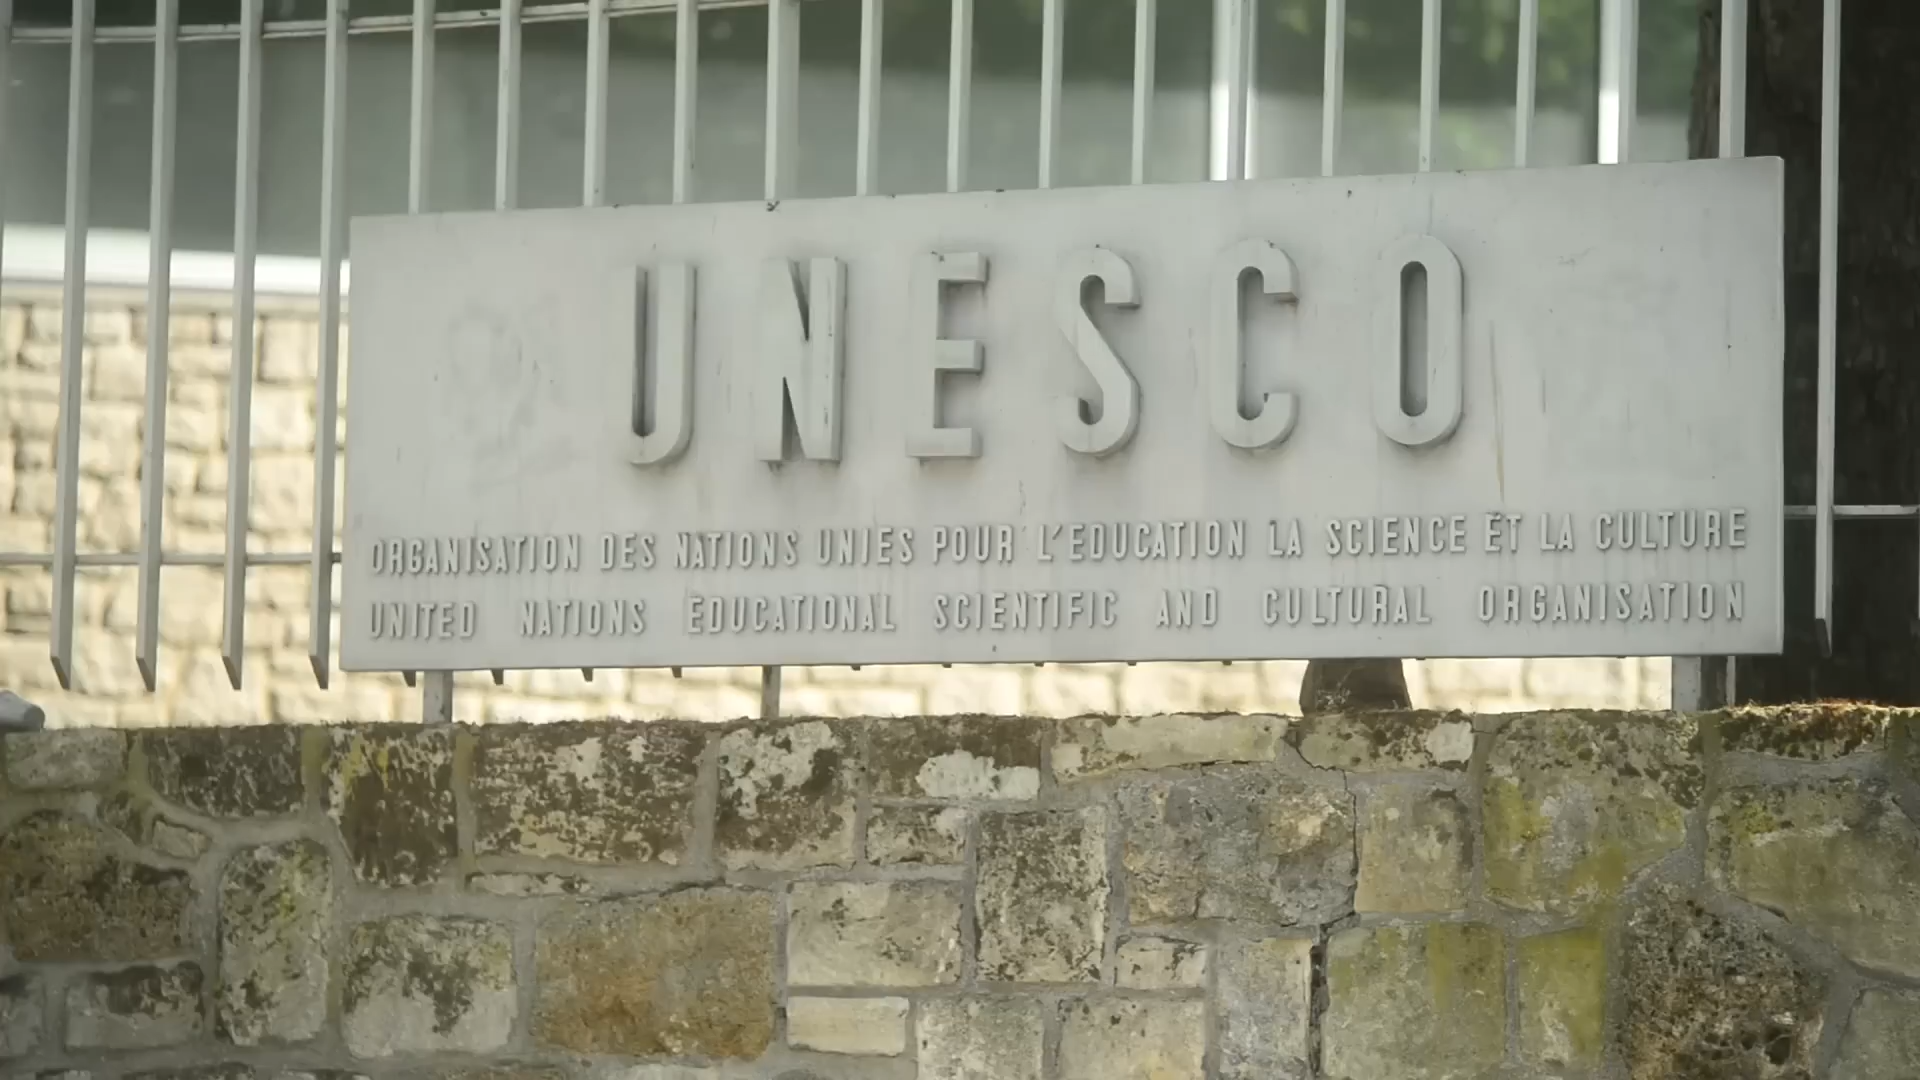 UNESCO
ORGANISATION DES NATIONS UNIES POUR L'EDUCATION LA SCIENCE ET LA CULTURE
UNITED NATIONS EDUCATIONAL SCIENTIFIC AND CULTURAL ORGANISATION